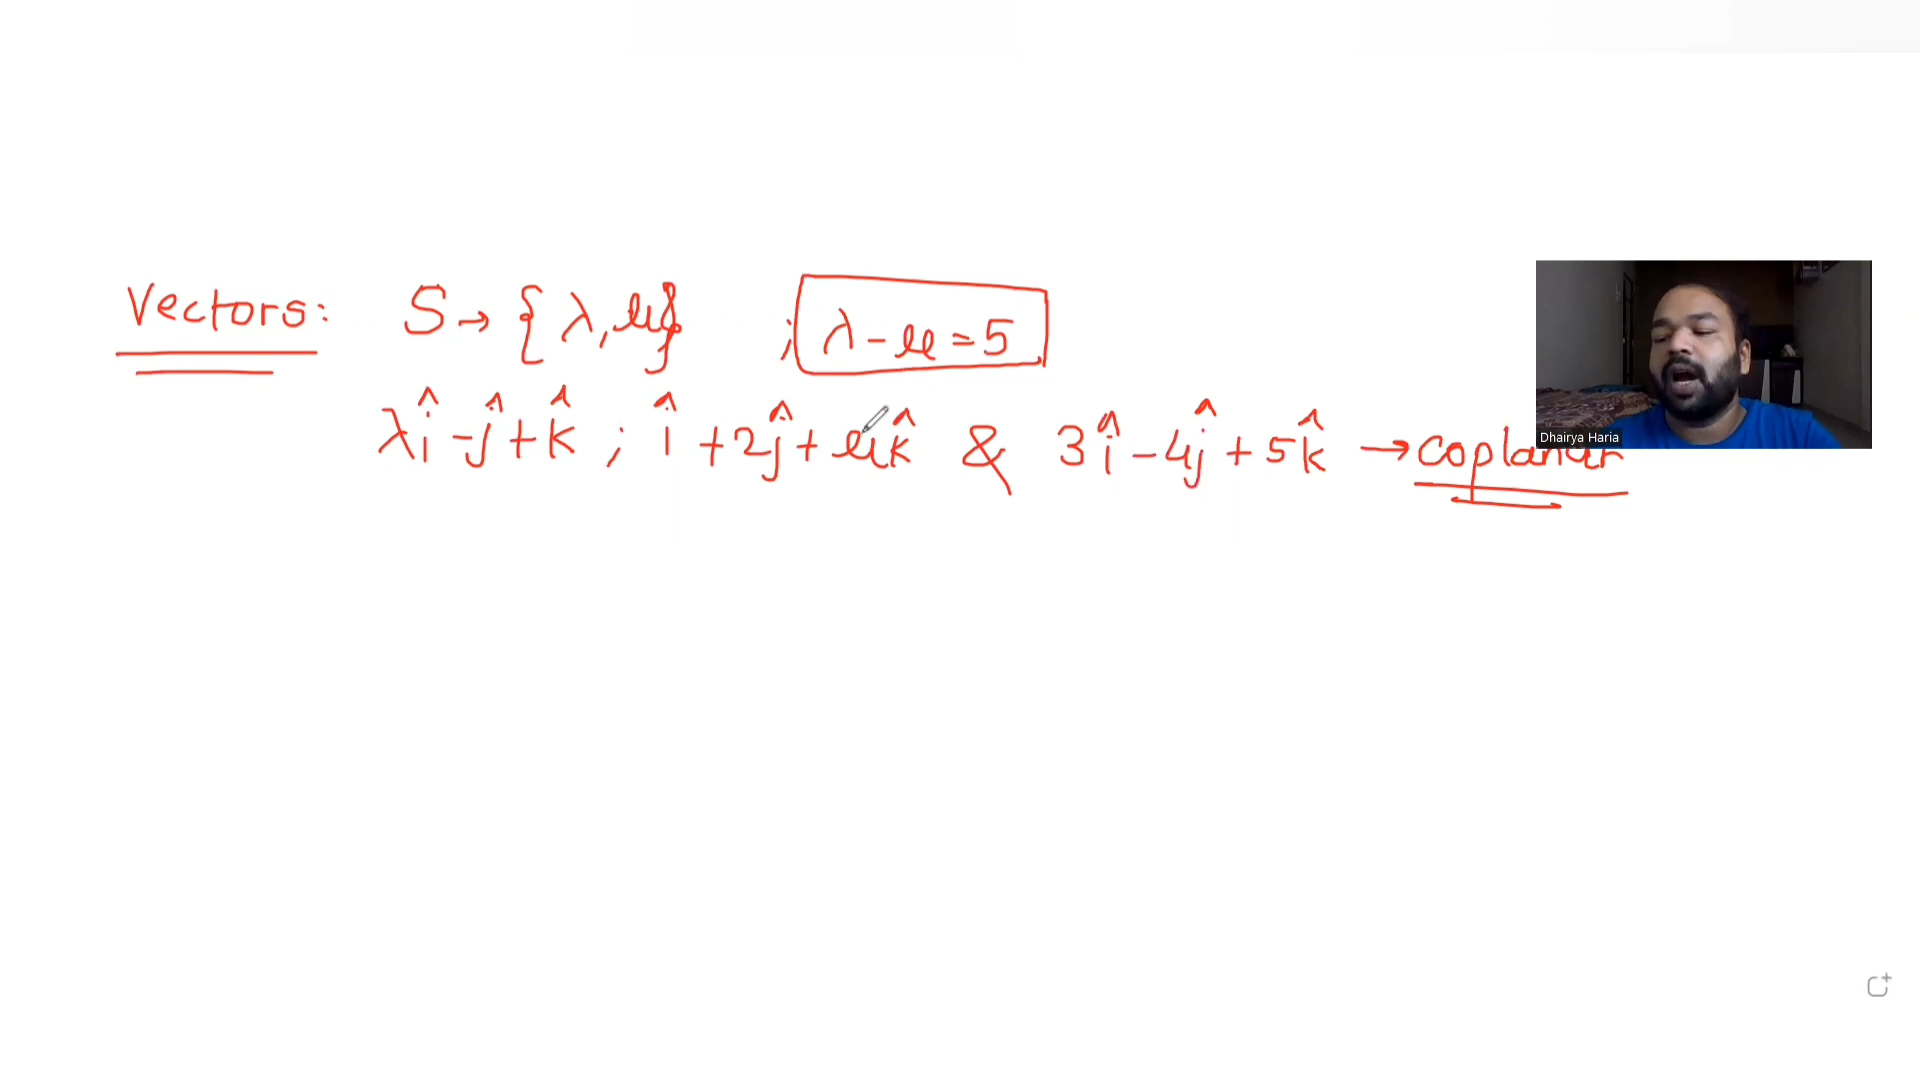 Vectors: S → { λ, μ} ; λ - μ = 5
λî - ĵ + k̂ ; î + 2ĵ + μk̂ & 3î - 4ĵ + 5k̂ → coplanar
Dhairya Haria